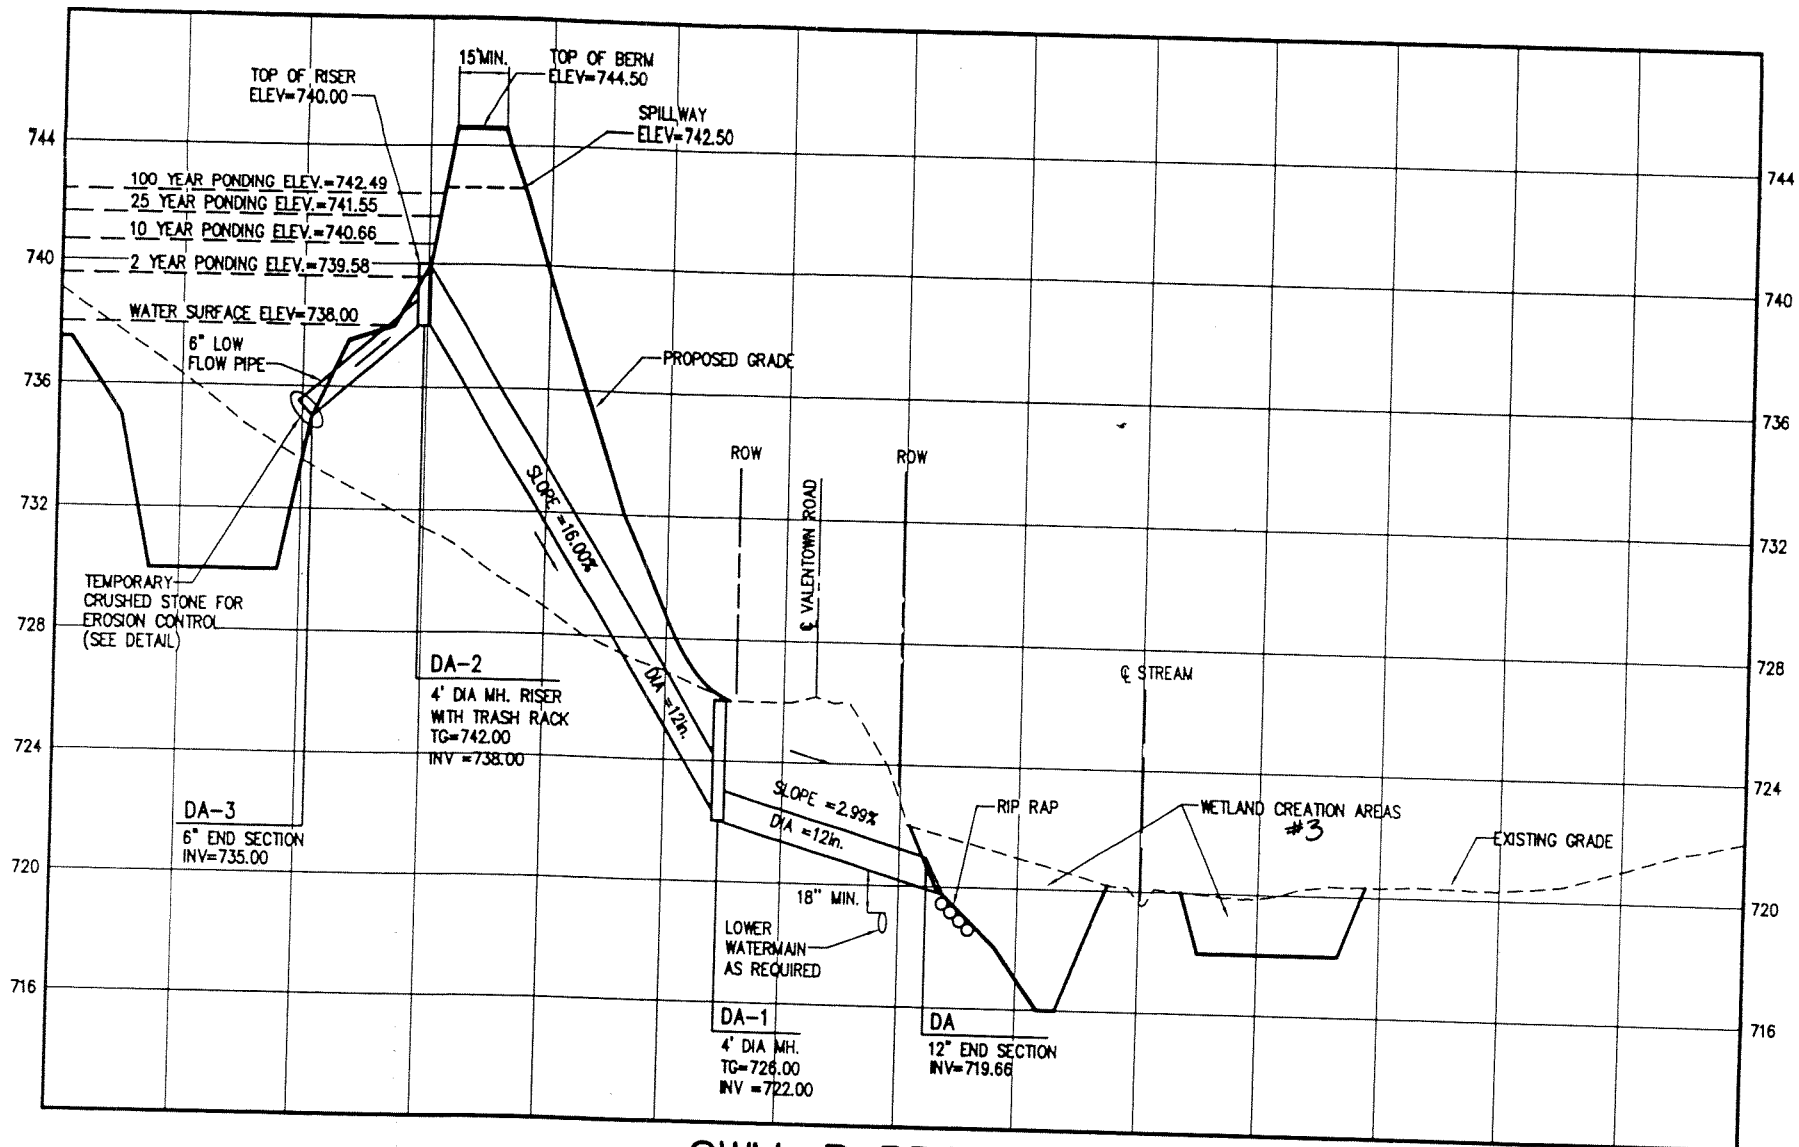 15'MIN.
TOP OF BERM
ELEV=744.50
TOP OF RISER
ELEV=740.00
SPILLWAY
ELEV=742.50
744
744
100 YEAR PONDING ELEV.=742.49
25 YEAR PONDING ELEV.=741.55
10 YEAR PONDING ELEV.=740.66
740
2 YEAR PONDING ELEV.=739.58
740
WATER SURFACE ELEV=738.00
6" LOW
FLOW PIPE
PROPOSED GRADE
736
736
ROW
ROW
℄ VALENTOWN ROAD
SLOPE =16.00%
DIA =12in.
732
732
TEMPORARY
CRUSHED STONE FOR
EROSION CONTROL
(SEE DETAIL)
728
728
DA-2
4' DIA MH. RISER
WITH TRASH RACK
TG=742.00
INV =738.00
℄ STREAM
724
724
SLOPE =2.99%
DIA =12in.
RIP RAP
WETLAND CREATION AREAS
#3
EXISTING GRADE
DA-3
6" END SECTION
INV=735.00
720
720
18" MIN.
LOWER
WATERMAIN
AS REQUIRED
716
716
DA-1
4' DIA MH.
TG=726.00
INV =722.00
DA
12" END SECTION
INV=719.66